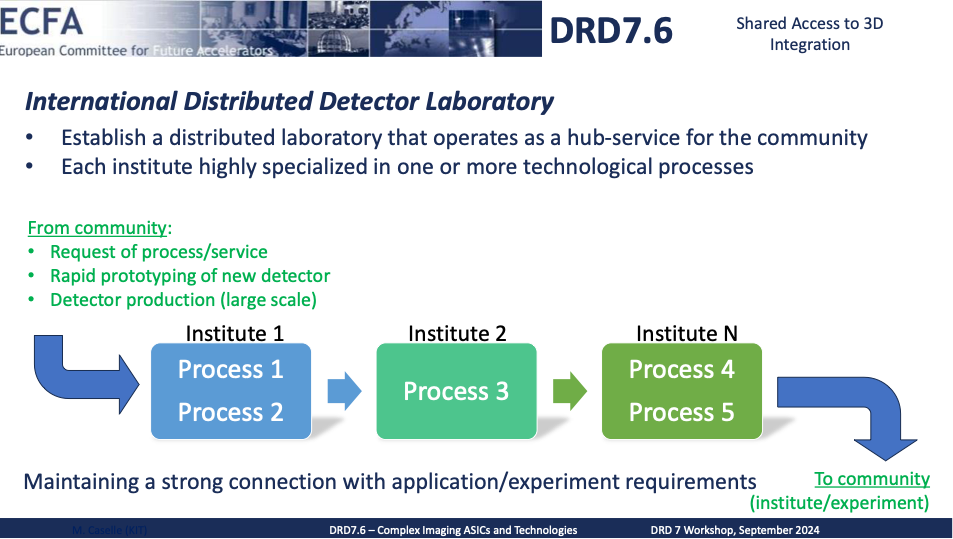 ECFA
European Committee for Future Accelerators
DRD7.6
Shared Access to 3D
Integration
International Distributed Detector Laboratory
• Establish a distributed laboratory that operates as a hub-service for the community
• Each institute highly specialized in one or more technological processes
From community:
• Request of process/service
• Rapid prototyping of new detector
• Detector production (large scale)
Institute 1
Institute 2
Institute N
Process 1
Process 2
Process 3
Process 4
Process 5
Maintaining a strong connection with application/experiment requirements
To community
(institute/experiment)
M. Caselle (KIT)
DRD7.6 – Complex Imaging ASICs and Technologies
DRD 7 Workshop, September 2024